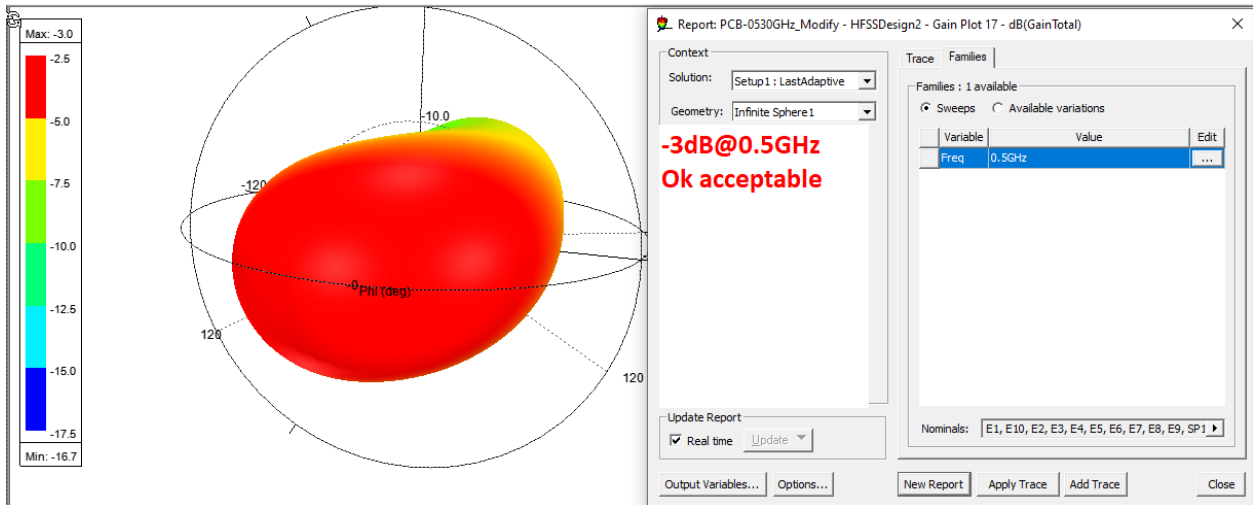 Max: -3.0
-2.5
-5.0
-7.5
-10.0
-12.5
-15.0
-17.5
Min: -16.7
-10.0
-120
-0
Phi (deg)
120
120
Report: PCB-0530GHz_Modify - HFSSDesign2 - Gain Plot 17 - dB(GainTotal)
Context
Solution: Setup1 : LastAdaptive
Geometry: Infinite Sphere1
-3dB@0.5GHz
Ok acceptable
Update Report
Real time Update
Output Variables... Options...
Trace Families
Families : 1 available
Sweeps Available variations
Variable Value Edit
Freq 0.5GHz ...
Nominals: E1, E10, E2, E3, E4, E5, E6, E7, E8, E9, SP1
New Report Apply Trace Add Trace Close